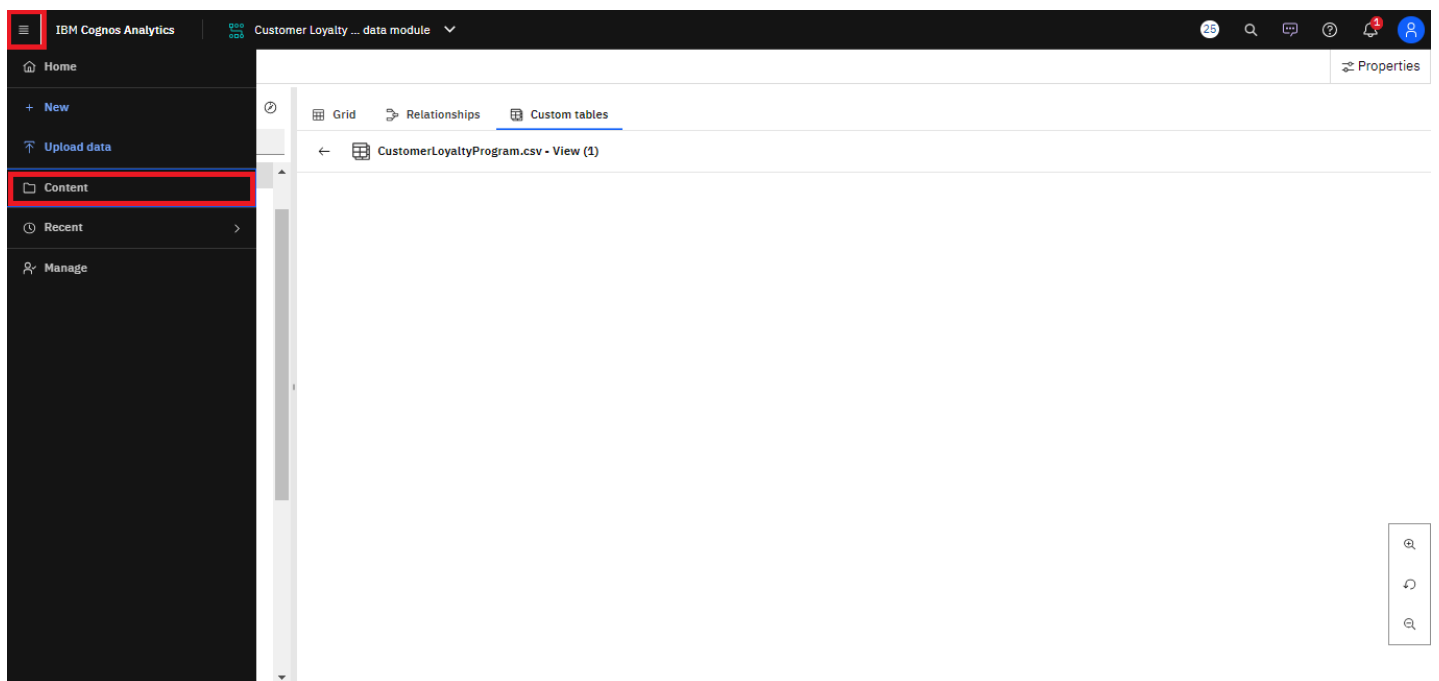 IBM Cognos Analytics
Customer Loyalty ... data module
25
1
Home
Properties
New
Grid
Relationships
Custom tables
Upload data
CustomerLoyaltyProgram.csv - View (1)
Content
Recent
Manage